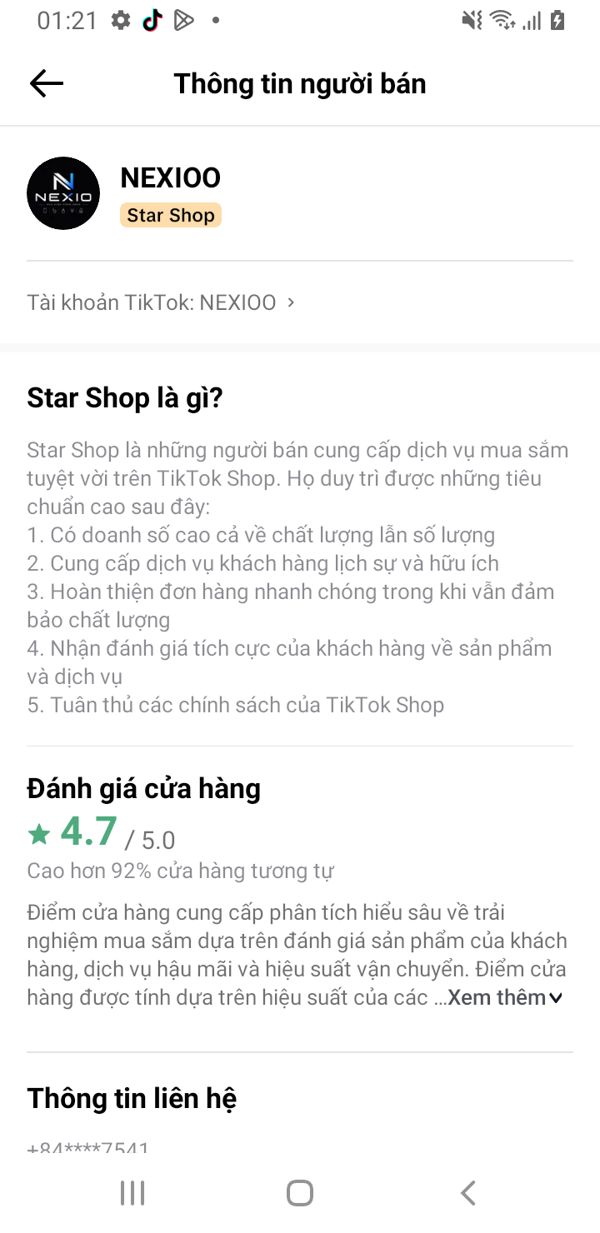 01:21
Thông tin người bán
NEXIO
NEXIOO
Star Shop
Tài khoản TikTok: NEXIOO
Star Shop là gì?
Star Shop là những người bán cung cấp dịch vụ mua sắm
tuyệt vời trên TikTok Shop. Họ duy trì được những tiêu
chuẩn cao sau đây:
1. Có doanh số cao cả về chất lượng lẫn số lượng
2. Cung cấp dịch vụ khách hàng lịch sự và hữu ích
3. Hoàn thiện đơn hàng nhanh chóng trong khi vẫn đảm
bảo chất lượng
4. Nhận đánh giá tích cực của khách hàng về sản phẩm
và dịch vụ
5. Tuân thủ các chính sách của TikTok Shop
Đánh giá cửa hàng
4.7 / 5.0
Cao hơn 92% cửa hàng tương tự
Điểm cửa hàng cung cấp phân tích hiểu sâu về trải
nghiệm mua sắm dựa trên đánh giá sản phẩm của khách
hàng, dịch vụ hậu mãi và hiệu suất vận chuyển. Điểm cửa
hàng được tính dựa trên hiệu suất của các ...Xem thêm
Thông tin liên hệ
+84****7541